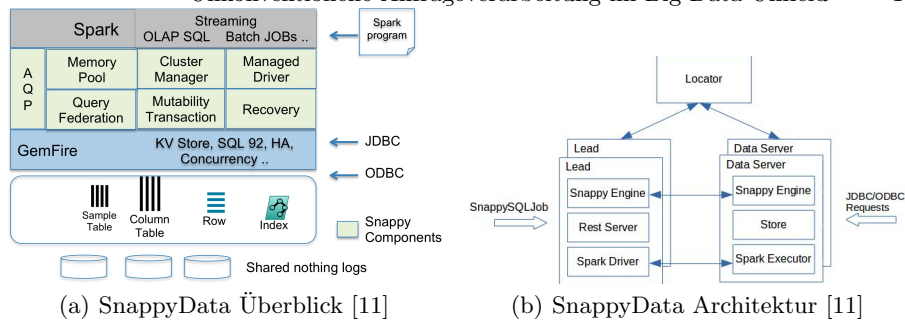 Spark
Streaming
OLAP SQL Batch JOBs ..
Spark
program
A
Q
P
Memory
Pool
Cluster
Manager
Managed
Driver
Query
Federation
Mutability
Transaction
Recovery
GemFire
KV Store, SQL 92, HA,
Concurrency ..
JDBC
ODBC
Sample
Table
Column
Table
Row
Index
Snappy
Components
Shared nothing logs
(a) SnappyData Überblick [11]
Locator
Lead
Lead
Snappy Engine
Rest Server
Spark Driver
Data Server
Data Server
Snappy Engine
Store
Spark Executor
SnappySQLJob
JDBC/ODBC
Requests
(b) SnappyData Architektur [11]